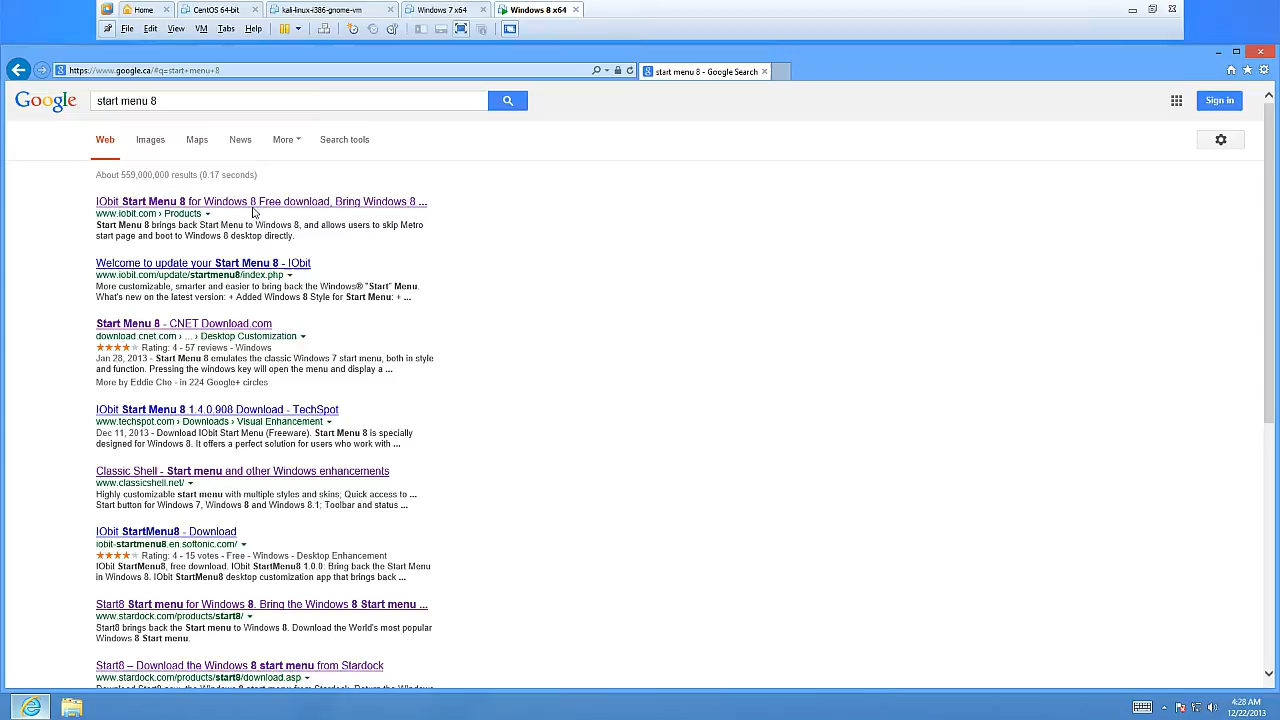 Home
CentOS 64-bit
kali-linux-i386-gnome-vm
Windows 7 x64
Windows 8 x64
File Edit View VM Tabs Help
https://www.google.ca/#q=start+menu+8
start menu 8 - Google Search
Google
start menu 8
Sign in
Web Images Maps News More Search tools
About 559,000,000 results (0.17 seconds)
IObit Start Menu 8 for Windows 8 Free download, Bring Windows 8 ...
www.iobit.com › Products
Start Menu 8 brings back Start Menu to Windows 8, and allows users to skip Metro
start page and boot to Windows 8 desktop directly.
Welcome to update your Start Menu 8 - IObit
www.iobit.com/update/startmenu8/index.php
More customizable, smarter and easier to bring back the Windows® "Start" Menu.
What's new on the latest version: + Added Windows 8 Style for Start Menu: + ...
Start Menu 8 - CNET Download.com
download.cnet.com › ... › Desktop Customization
Rating: 4 - 57 reviews - Windows
Jan 28, 2013 - Start Menu 8 emulates the classic Windows 7 start menu, both in style
and function. Pressing the windows key will open the menu and display a ...
More by Eddie Cho - in 224 Google+ circles
IObit Start Menu 8 1.4.0.908 Download - TechSpot
www.techspot.com › Downloads › Visual Enhancement
Dec 11, 2013 - Download IObit Start Menu (Freeware). Start Menu 8 is specially
designed for Windows 8. It offers a perfect solution for users who work with ...
Classic Shell - Start menu and other Windows enhancements
www.classicshell.net/
Highly customizable start menu with multiple styles and skins; Quick access to ...
Start button for Windows 7, Windows 8 and Windows 8.1; Toolbar and status ...
IObit StartMenu8 - Download
iobit-startmenu8.en.softonic.com/
Rating: 4 - 15 votes - Free - Windows - Desktop Enhancement
IObit StartMenu8, free download. IObit StartMenu8 1.0.0: Bring back the Start Menu
in Windows 8. IObit StartMenu8 desktop customization app that brings back ...
Start8 Start menu for Windows 8. Bring the Windows 8 Start menu ...
www.stardock.com/products/start8/
Start8 brings back the Start menu to Windows 8. Download the World's most popular
Windows 8 Start menu.
Start8 – Download the Windows 8 start menu from Stardock
www.stardock.com/products/start8/download.asp
4:28 AM
12/22/2013